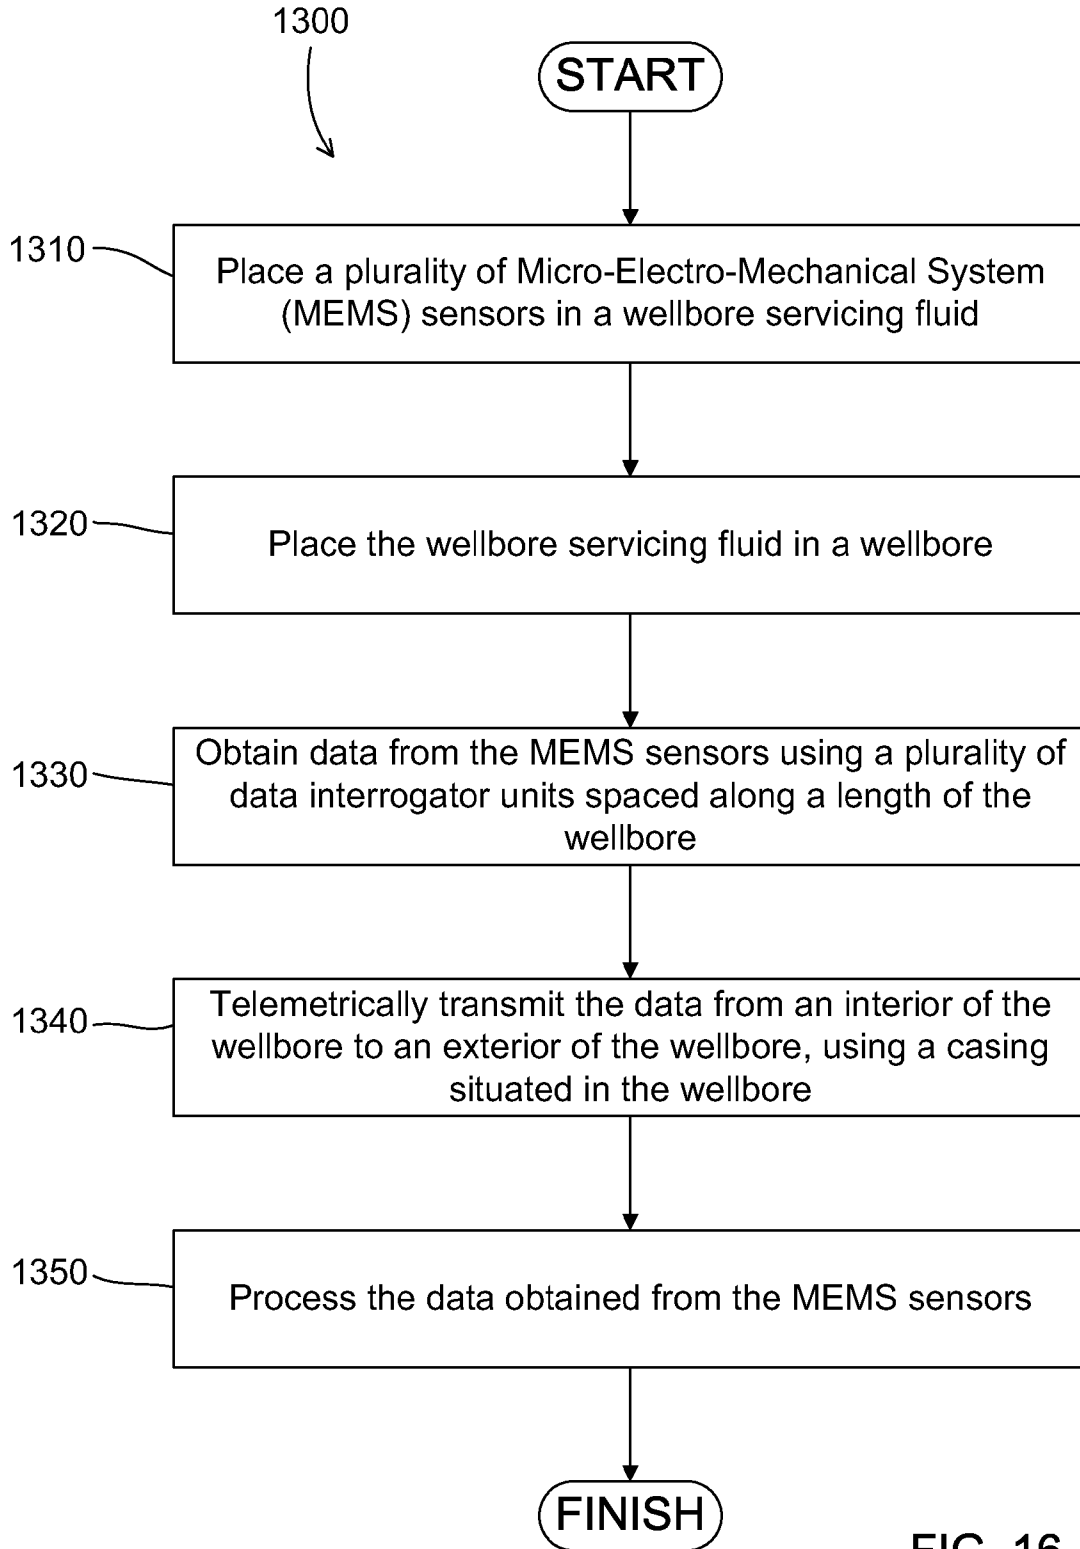 1300
START
1310
Place a plurality of Micro-Electro-Mechanical System
(MEMS) sensors in a wellbore servicing fluid
1320
Place the wellbore servicing fluid in a wellbore
1330
Obtain data from the MEMS sensors using a plurality of
data interrogator units spaced along a length of the
wellbore
1340
Telemetrically transmit the data from an interior of the
wellbore to an exterior of the wellbore, using a casing
situated in the wellbore
1350
Process the data obtained from the MEMS sensors
FINISH
FIG. 16